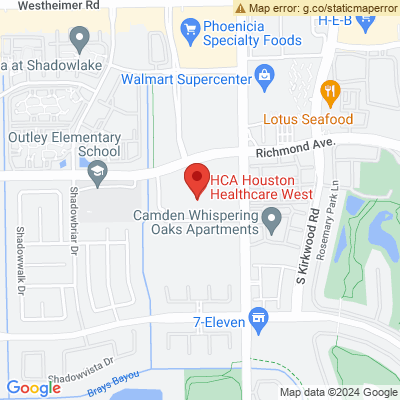 Westheimer Rd
Map error: g.co/staticmaperror
Phoenicia
Specialty Foods
H-E-B
a at Shadowlake
Walmart Supercenter
Lotus Seafood
Outley Elementary
School
Richmond Ave.
HCA Houston
Healthcare West
Camden Whispering
Oaks Apartments
Shadowbriar Dr
Shadowwalk Dr
S Kirkwood Rd
Rosemary Park Ln
7-Eleven
Shadowvista Dr
Brays Bayou
Google
Map data ©2024 Google